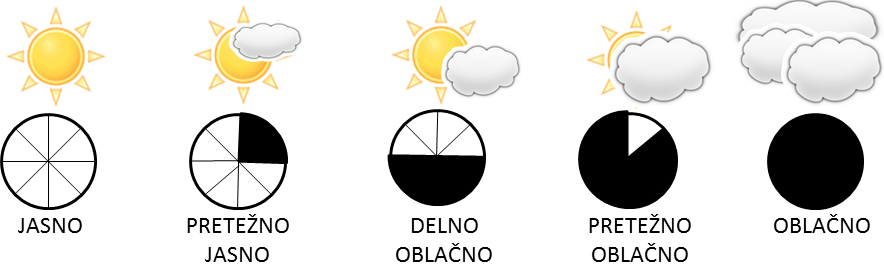 JASNO
PRETEŽNO
JASNO
DELNO
OBLAČNO
PRETEŽNO
OBLAČNO
OBLAČNO